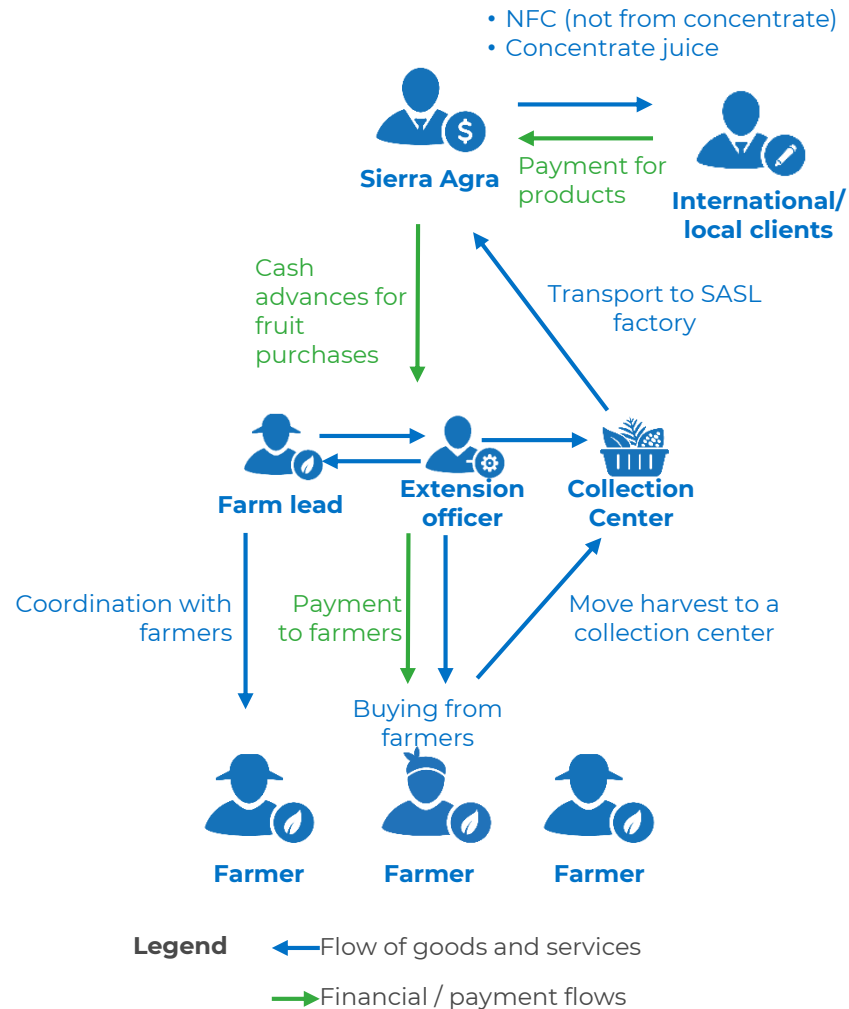 • NFC (not from concentrate)
• Concentrate juice
Sierra Agra
Payment for
products
International/
local clients
Cash
advances for
fruit
purchases
Transport to SASL
factory
Farm lead
Extension
officer
Collection
Center
Coordination with
farmers
Payment
to farmers
Move harvest to a
collection center
Buying from
farmers
Farmer
Farmer
Farmer
Legend
Flow of goods and services
Financial / payment flows